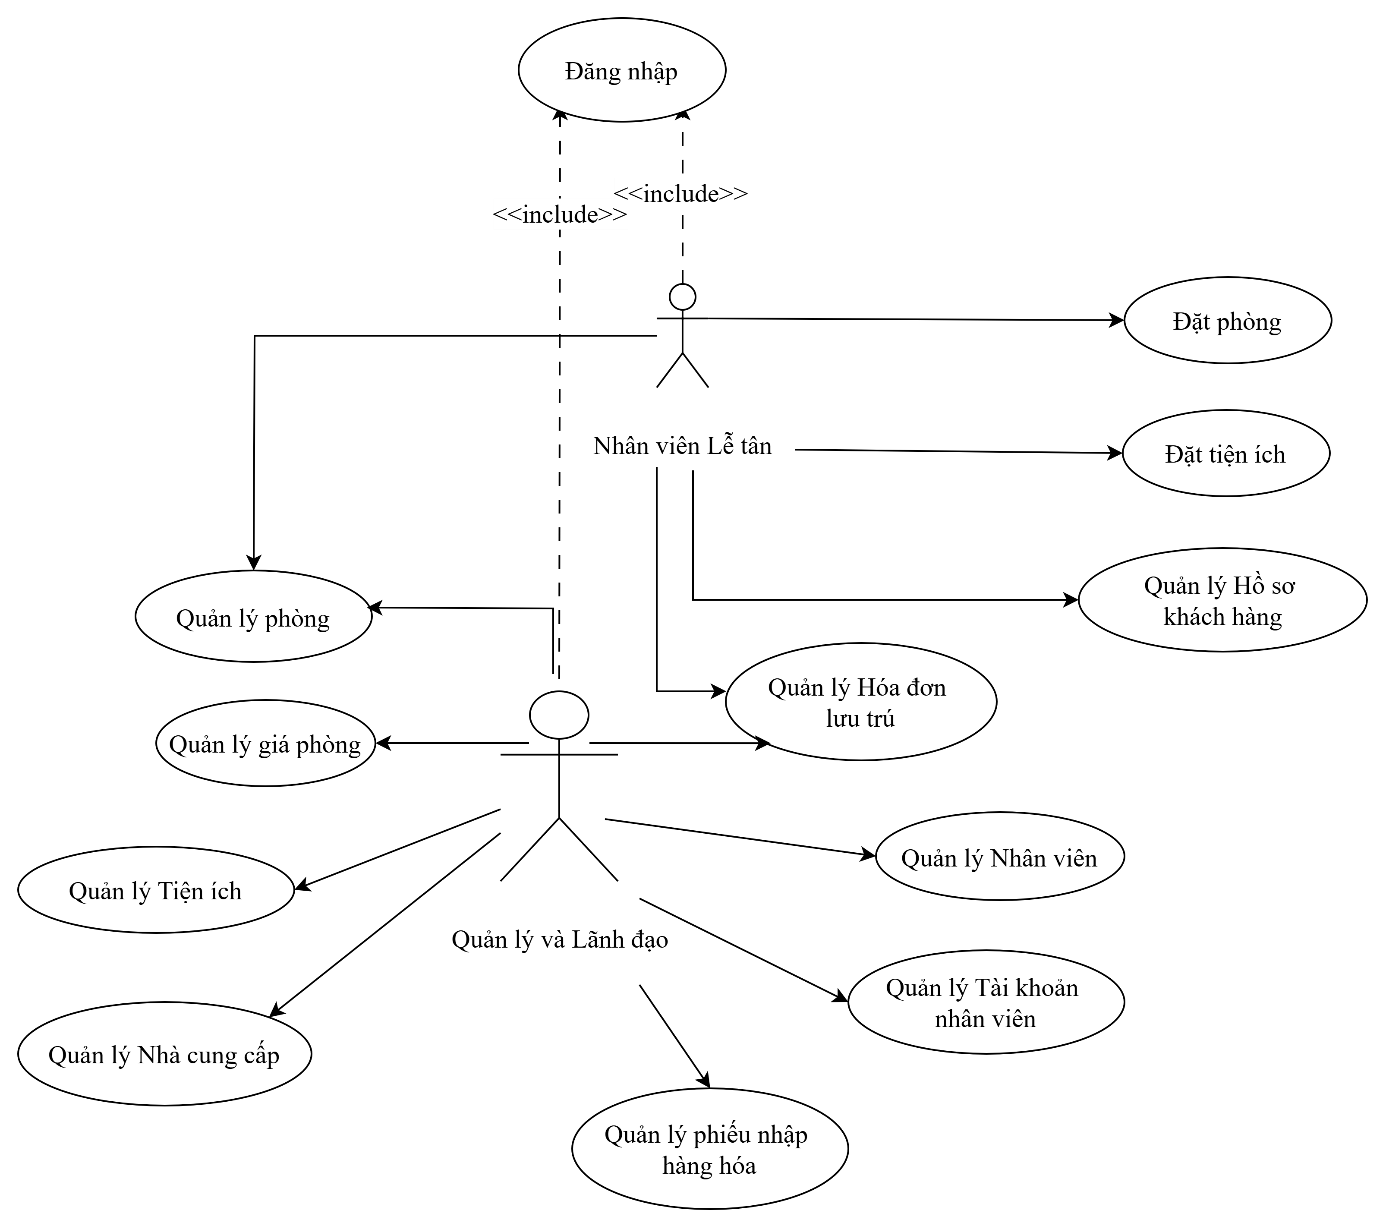 Đăng nhập
<<include>>
<<include>>
Đặt phòng
Nhân viên Lễ tân
Đặt tiện ích
Quản lý Hồ sơ
khách hàng
Quản lý phòng
Quản lý Hóa đơn
lưu trú
Quản lý giá phòng
Quản lý Nhân viên
Quản lý Tiện ích
Quản lý và Lãnh đạo
Quản lý Tài khoản
nhân viên
Quản lý Nhà cung cấp
Quản lý phiếu nhập
hàng hóa